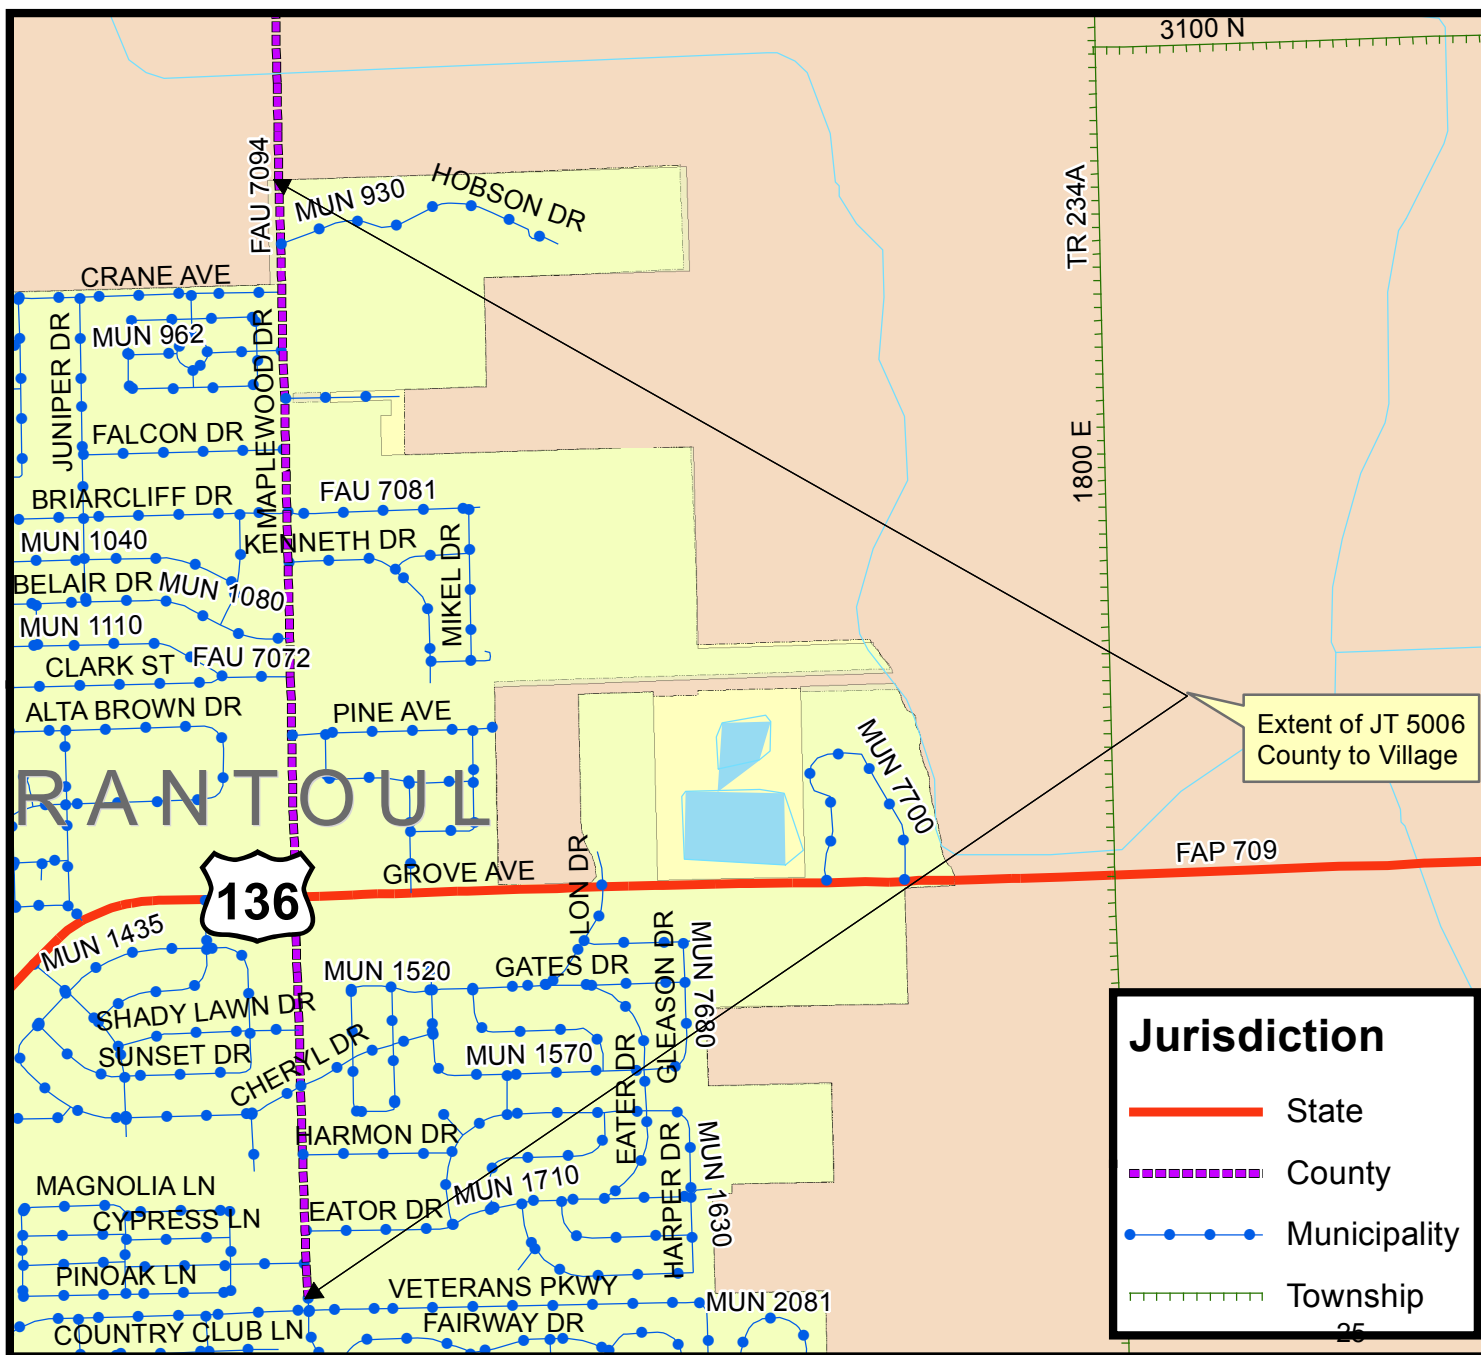 3100 N
FAU 7094
MUN 930
HOBSON DR
TR 234A
CRANE AVE
JUNIPER DR
MUN 962
MAPLEWOOD DR
FALCON DR
1800 E
BRIARCLIFF DR
FAU 7081
MUN 1040
KENNETH DR
MIKEL DR
BELAIR DR
MUN 1080
MUN 1110
CLARK ST
FAU 7072
ALTA BROWN DR
PINE AVE
MUN 7700
Extent of JT 5006
County to Village
RANTOUL
GROVE AVE
LON DR
FAP 709
136
MUN 1435
MUN 1520
GATES DR
GLEASON DR
MUN 7680
SHADY LAWN DR
SUNSET DR
CHERYL DR
MUN 1570
EATER DR
HARMON DR
HARPER DR
MUN 1630
MAGNOLIA LN
MUN 1710
CYPRESS LN
EATOR DR
PINOAK LN
VETERANS PKWY
MUN 2081
COUNTRY CLUB LN
FAIRWAY DR
Jurisdiction
State
County
Municipality
Township
25